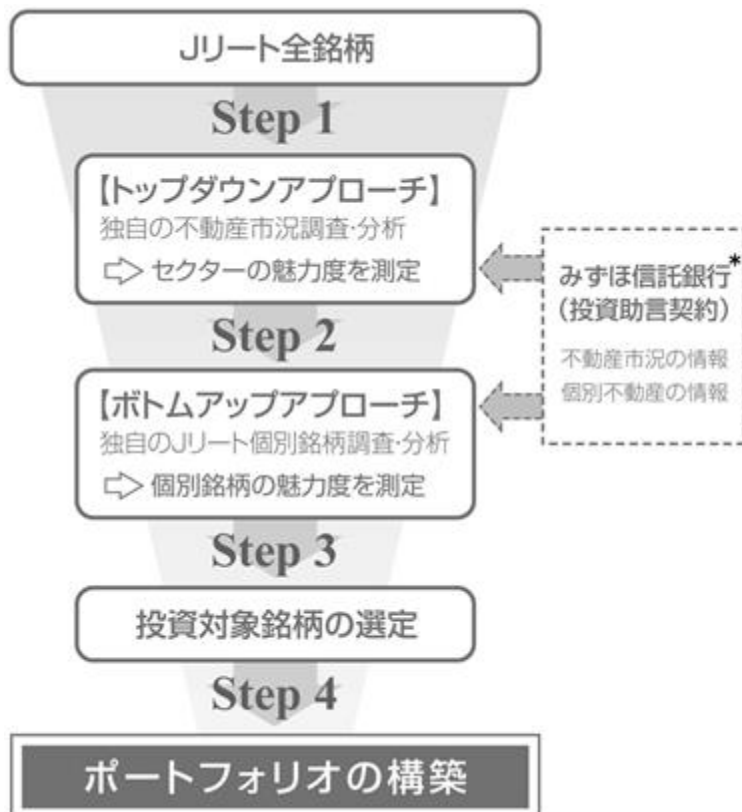 Jリート全銘柄
Step 1
【トップダウンアプローチ】
独自の不動産市況調査・分析
⇨ セクターの魅力度を測定
みずほ信託銀行*
（投資助言契約）
不動産市況の情報
個別不動産の情報
Step 2
【ボトムアップアプローチ】
独自のJリート個別銘柄調査・分析
⇨ 個別銘柄の魅力度を測定
Step 3
投資対象銘柄の選定
Step 4
ポートフォリオの構築